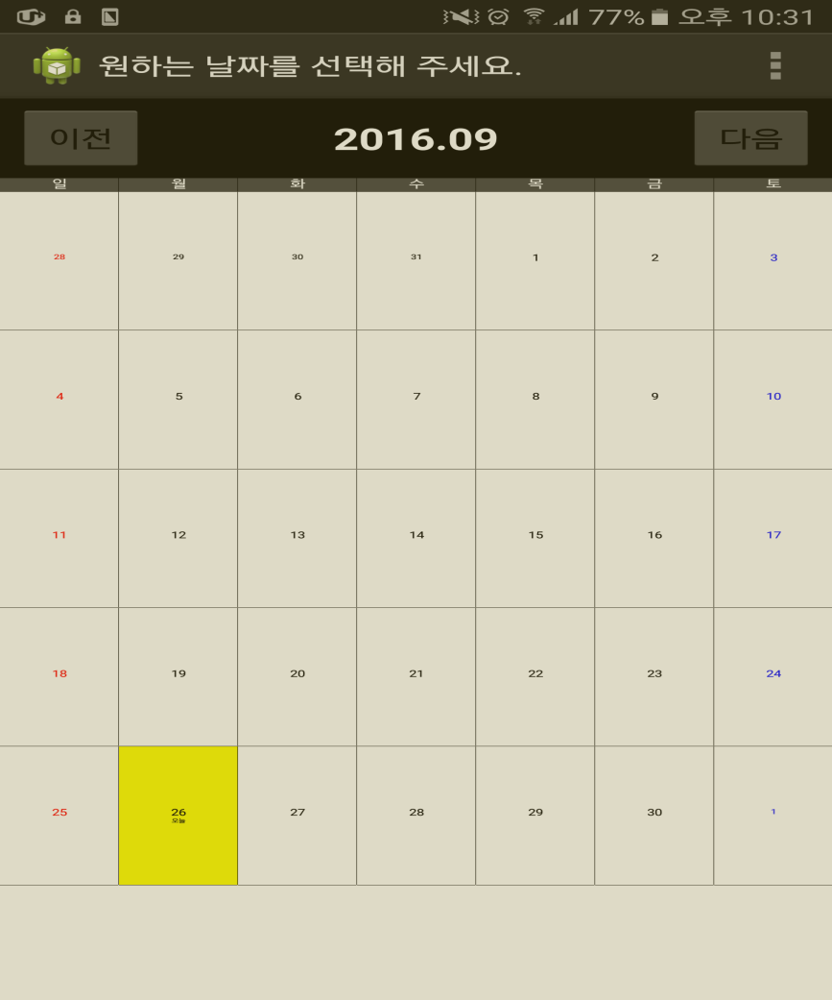 U+ 77% 오후 10:31
원하는 날짜를 선택해 주세요.
이전 2016.09 다음
일 월 화 수 목 금 토
28 29 30 31 1 2 3
4 5 6 7 8 9 10
11 12 13 14 15 16 17
18 19 20 21 22 23 24
25 26 27 28 29 30 1
오늘